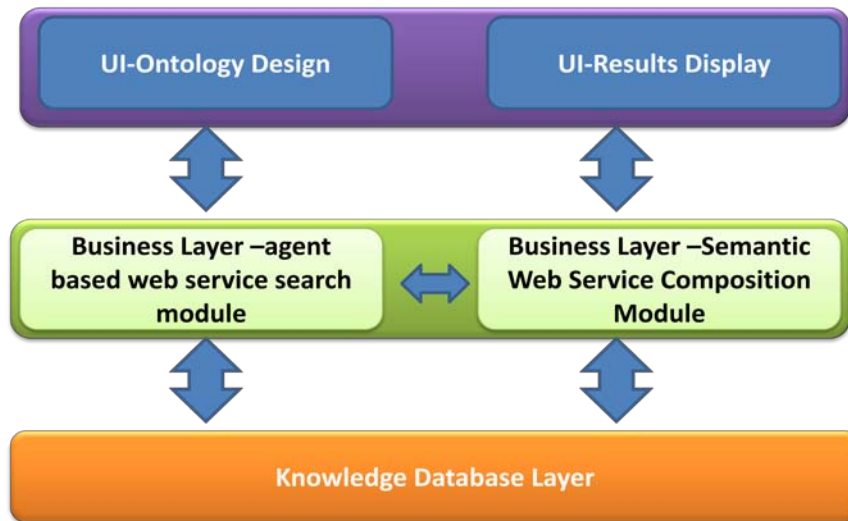 UI-Ontology Design
UI-Results Display
Business Layer –agent
based web service search
module
Business Layer –Semantic
Web Service Composition
Module
Knowledge Database Layer